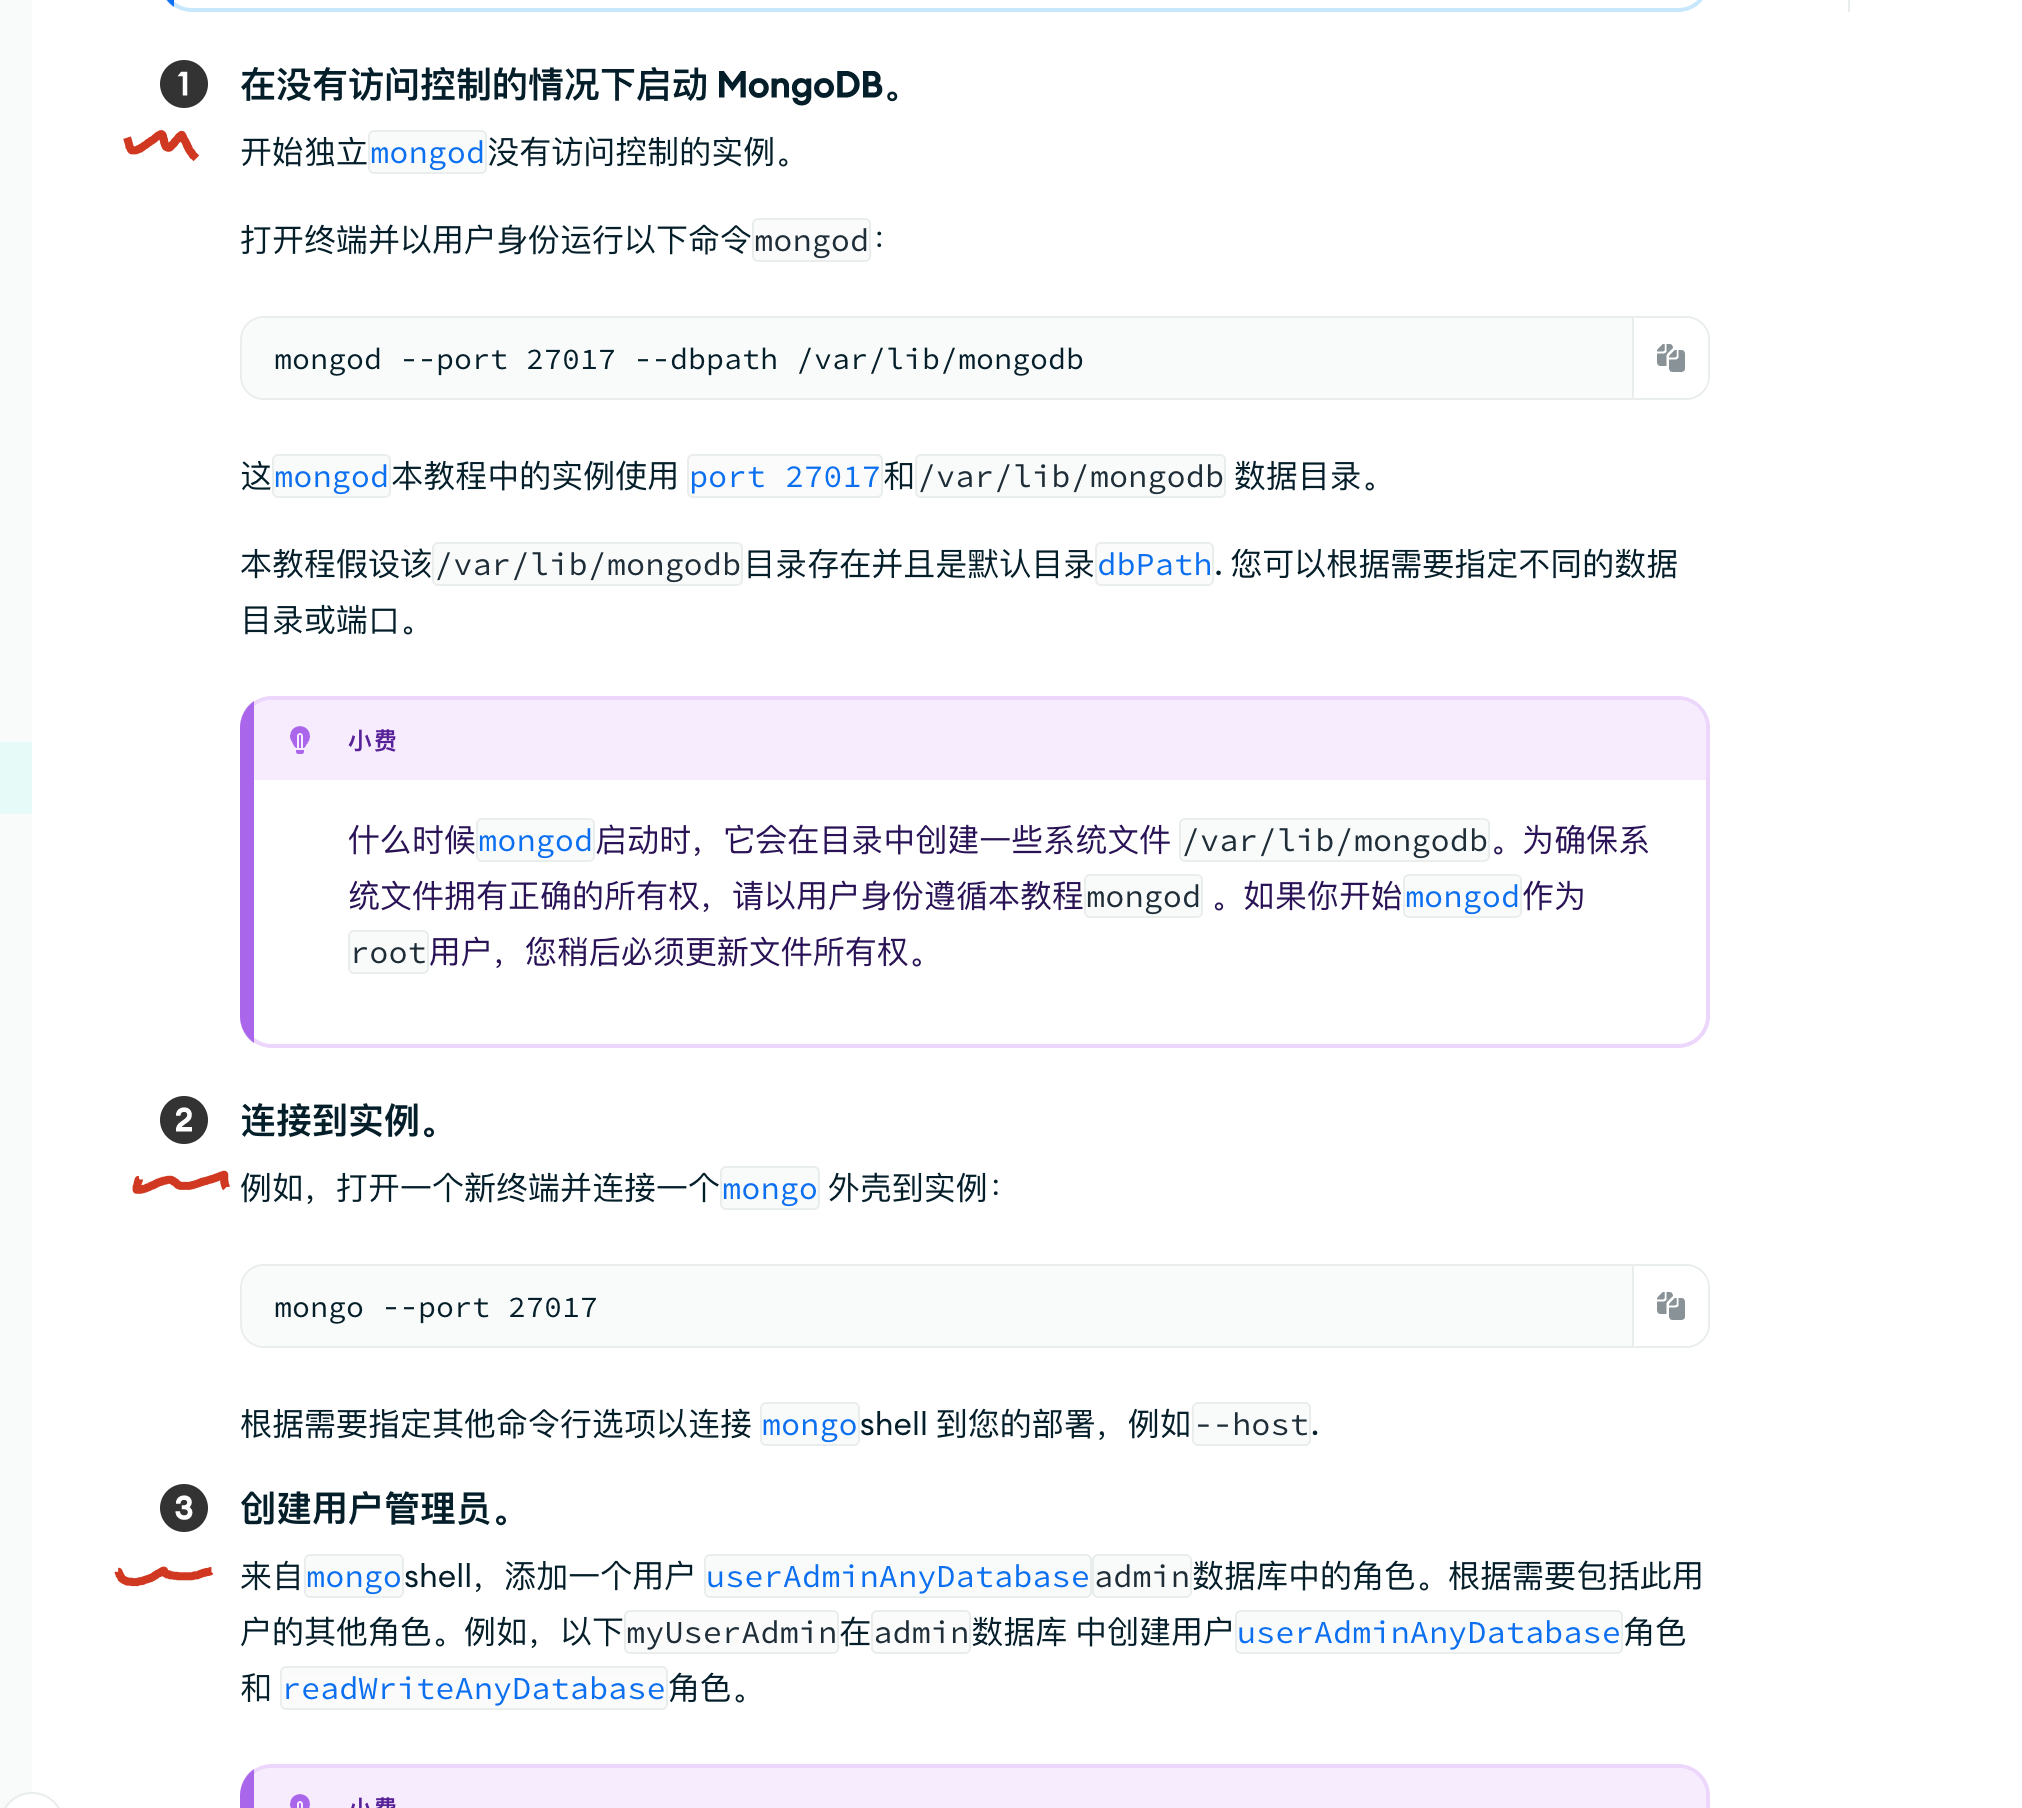 1 在没有访问控制的情况下启动 MongoDB。
开始独立mongod没有访问控制的实例。
打开终端并以用户身份运行以下命令mongod：
mongod --port 27017 --dbpath /var/lib/mongodb
这mongod本教程中的实例使用 port 27017和/var/lib/mongodb 数据目录。
本教程假设该/var/lib/mongodb目录存在并且是默认目录dbPath. 您可以根据需要指定不同的数据
目录或端口。
小费
什么时候mongod启动时，它会在目录中创建一些系统文件 /var/lib/mongodb。为确保系
统文件拥有正确的所有权，请以用户身份遵循本教程mongod 。如果你开始mongod作为
root用户，您稍后必须更新文件所有权。
2 连接到实例。
例如，打开一个新终端并连接一个mongo 外壳到实例：
mongo --port 27017
根据需要指定其他命令行选项以连接 mongoshell 到您的部署，例如--host.
3 创建用户管理员。
来自mongoshell，添加一个用户 userAdminAnyDatabaseadmin数据库中的角色。根据需要包括此用
户的其他角色。例如，以下myUserAdmin在admin数据库 中创建用户userAdminAnyDatabase角色
和 readWriteAnyDatabase角色。
小费